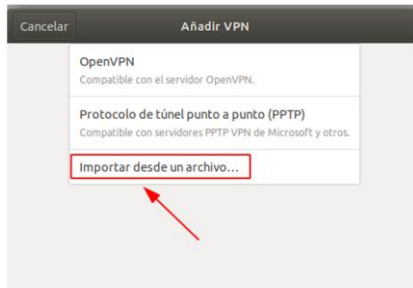 Cancelar
Añadir VPN
OpenVPN
Compatible con el servidor OpenVPN.
Protocolo de túnel punto a punto (PPTP)
Compatible con servidores PPTP VPN de Microsoft y otros.
Importar desde un archivo...